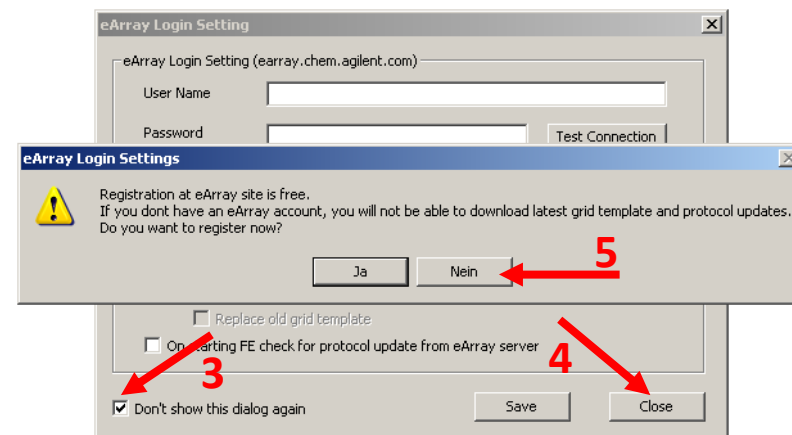 eArray Login Setting
eArray Login Setting (earray.chem.agilent.com)
User Name
Password
Test Connection
eArray Login Settings
Registration at eArray site is free.
If you dont have an eArray account, you will not be able to download latest grid template and protocol updates.
Do you want to register now?
Ja
Nein
5
Replace old grid template
On starting FE check for protocol update from eArray server
3
4
Don't show this dialog again
Save
Close